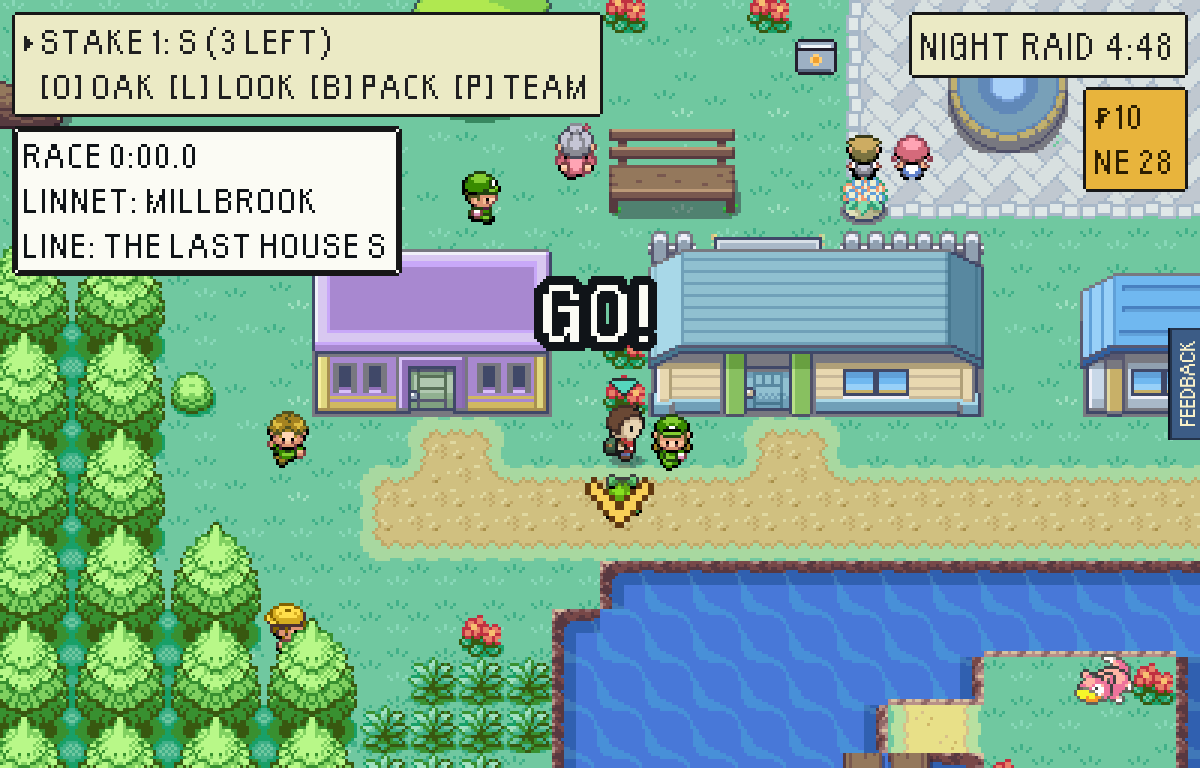 ▸STAKE 1: S (3 LEFT)
[O] OAK [L] LOOK [B] PACK [P] TEAM
NIGHT RAID 4:48
₽10
NE 28
RACE 0:00.0
LINNET: MILLBROOK
LINE: THE LAST HOUSE S
GO!
FEEDBACK